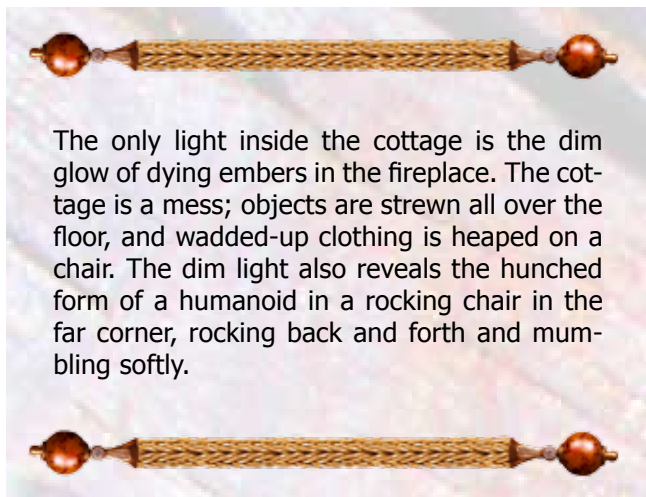 The only light inside the cottage is the dim
glow of dying embers in the fireplace. The cot-
tage is a mess; objects are strewn all over the
floor, and wadded-up clothing is heaped on a
chair. The dim light also reveals the hunched
form of a humanoid in a rocking chair in the
far corner, rocking back and forth and mum-
bling softly.